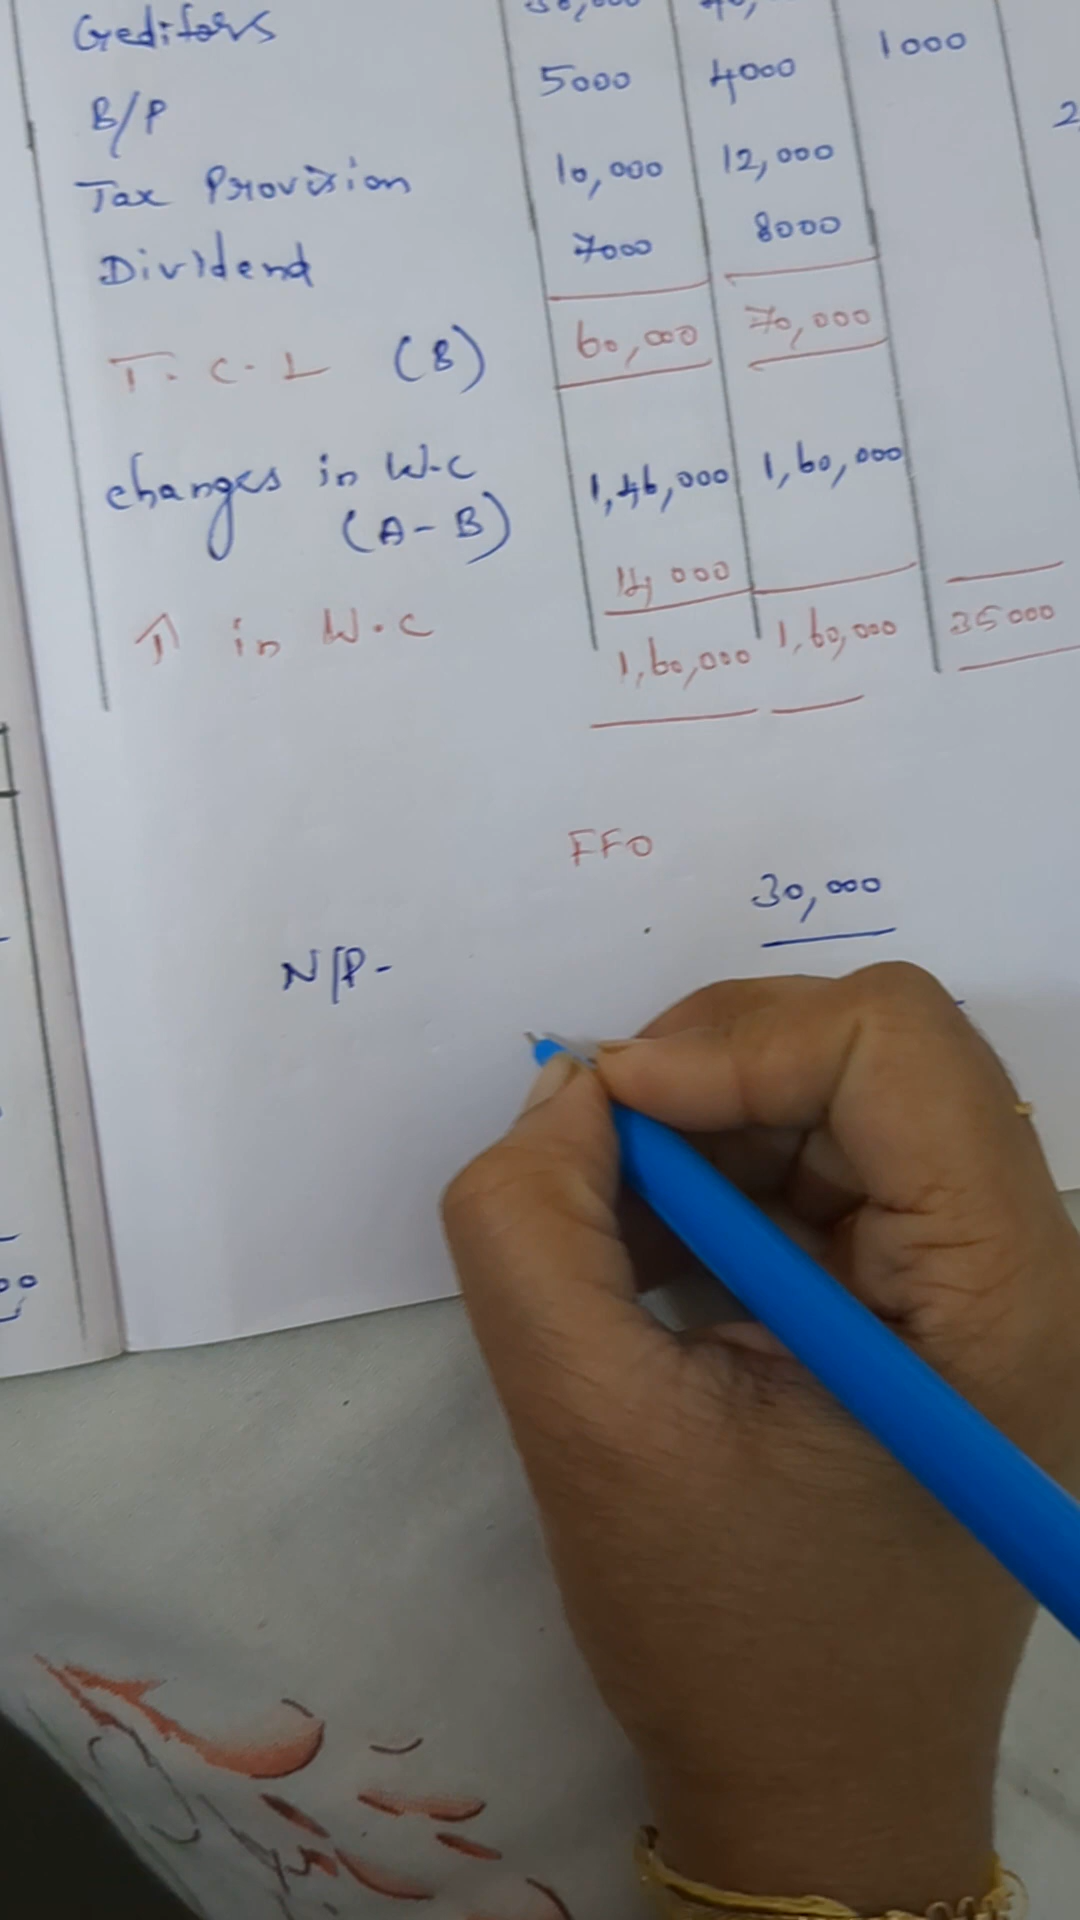 Creditors
B/P 5000 4000 1000
Tax Provision 10,000 12,000 2
Dividend 7000 8000
T.C.L (B) 60,000 70,000
changes in W.C 1,46,000 1,60,000
(A-B)
14,000
↑ in W.C 1,60,000 1,60,000 35000
FFO
30,000
N/P-